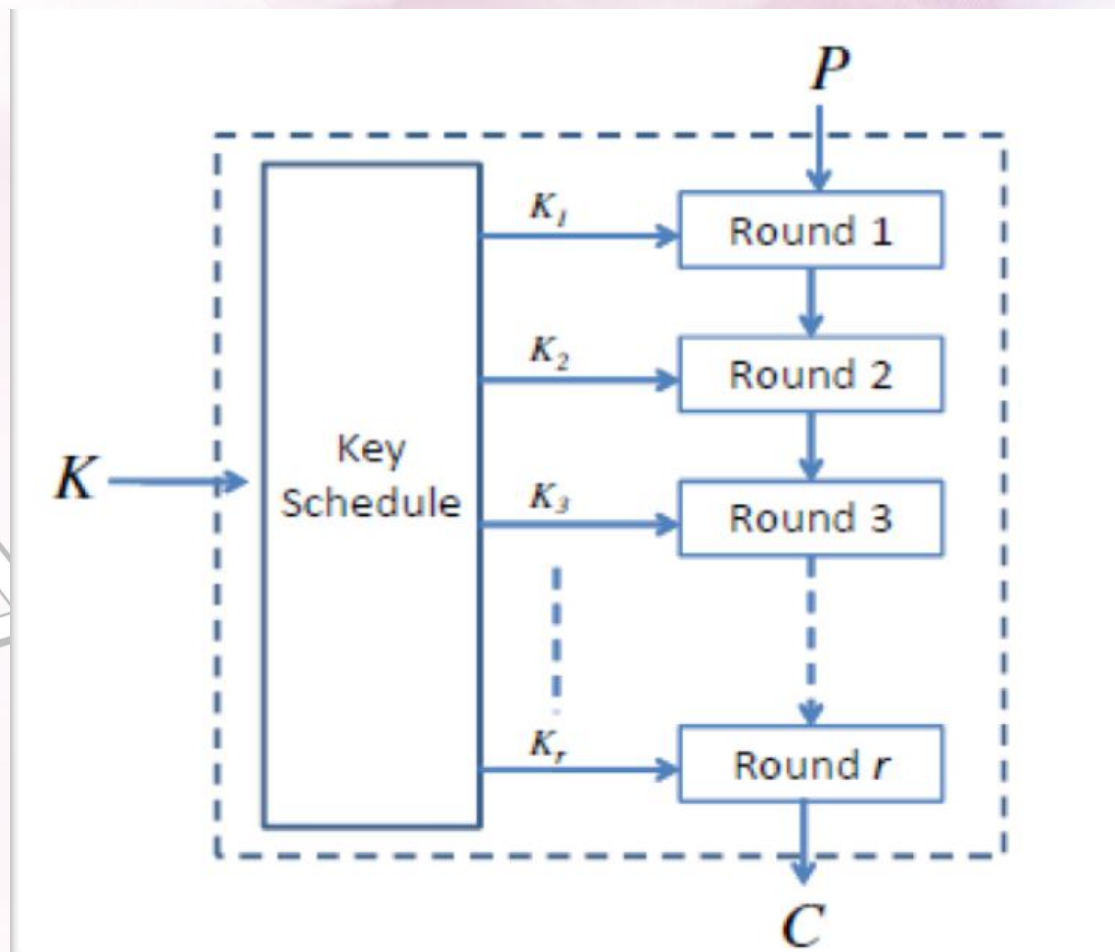 P
K₁
Round 1
K₂
Round 2
K
Key
Schedule
K₃
Round 3
Kᵣ
Round r
C